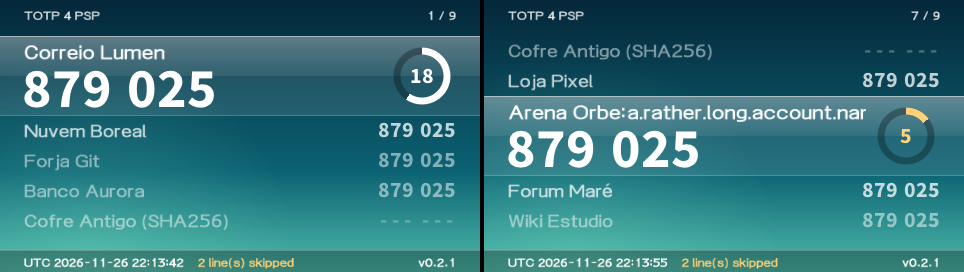 TOTP 4 PSP 1 / 9
Correio Lumen
879 025
18
Nuvem Boreal 879 025
Forja Git 879 025
Banco Aurora 879 025
Cofre Antigo (SHA256) --- ---
UTC 2026-11-26 22:13:42 2 line(s) skipped v0.2.1
TOTP 4 PSP 7 / 9
Cofre Antigo (SHA256) --- ---
Loja Pixel 879 025
Arena Orbe:a.rather.long.account.nar
879 025
5
Forum Maré 879 025
Wiki Estudio 879 025
UTC 2026-11-26 22:13:55 2 line(s) skipped v0.2.1